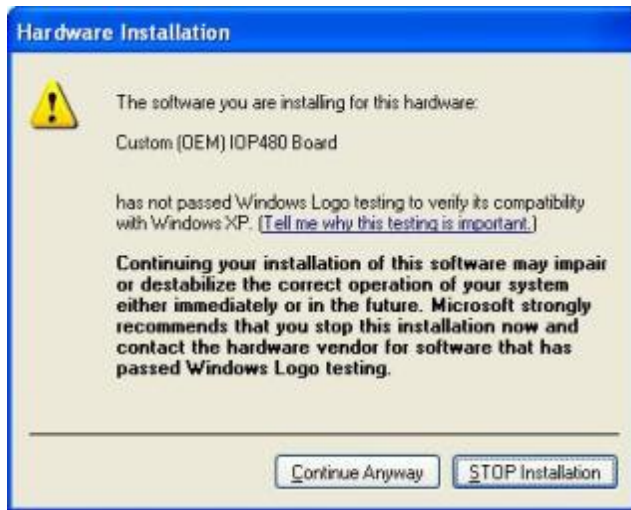 Hardware Installation
The software you are installing for this hardware:
Custom (OEM) IOP480 Board
has not passed Windows Logo testing to verify its compatibility
with Windows XP. (Tell me why this testing is important.)
Continuing your installation of this software may impair
or destabilize the correct operation of your system
either immediately or in the future. Microsoft strongly
recommends that you stop this installation now and
contact the hardware vendor for software that has
passed Windows Logo testing.
Continue Anyway STOP Installation